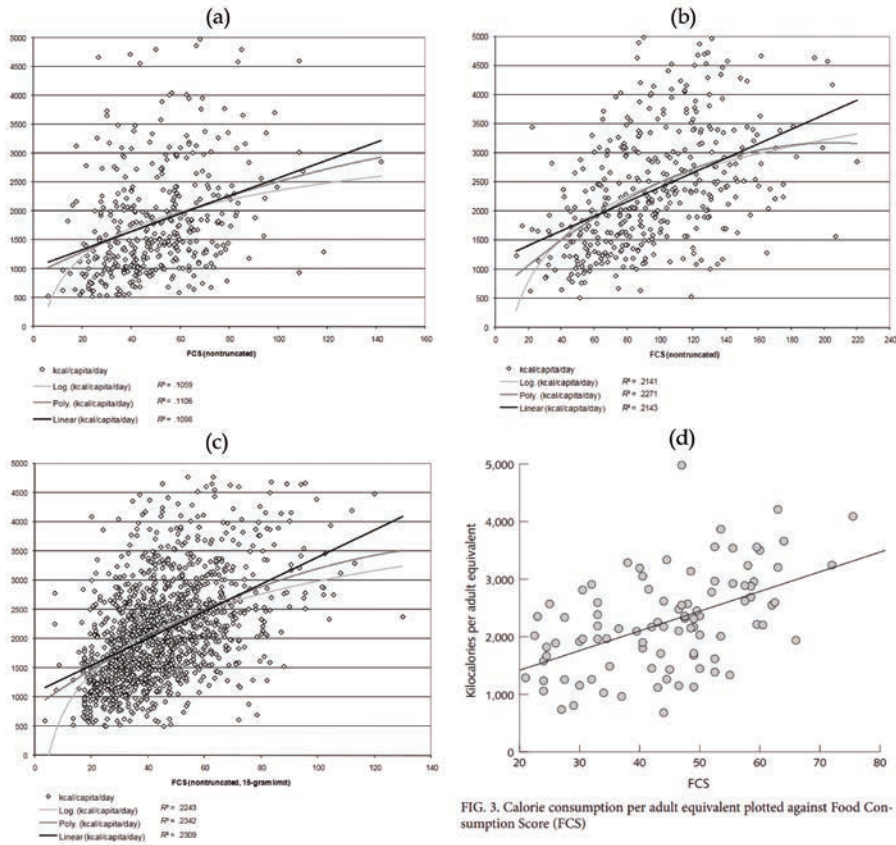 (a)
5000
4500
4000
3500
3000
2500
2000
1500
1000
500
0
0 20 40 60 80 100 120 140 160
FCS (nontruncated)
kcal/capita/day
Log. (kcal/capita/day) R² = .1059
Poly. (kcal/capita/day) R² = .1106
Linear (kcal/capita/day) R² = .1098
(b)
5000
4500
4000
3500
3000
2500
2000
1500
1000
500
0
0 20 40 60 80 100 120 140 160 180 200 220 240
FCS (nontruncated)
kcal/capita/day
Log. (kcal/capita/day) R² = .2141
Poly. (kcal/capita/day) R² = .2271
Linear (kcal/capita/day) R² = .2143
(c)
5000
4500
4000
3500
3000
2500
2000
1500
1000
500
0
0 20 40 60 80 100 120 140
FCS (nontruncated, 15-gram limit)
kcal/capita/day
Log. (kcal/capita/day) R² = .2243
Poly. (kcal/capita/day) R² = .2342
Linear (kcal/capita/day) R² = .2309
(d)
Kilocalories per adult equivalent
5,000
4,000
3,000
2,000
1,000
0
20 30 40 50 60 70 80
FCS
FIG. 3. Calorie consumption per adult equivalent plotted against Food Con-
sumption Score (FCS)